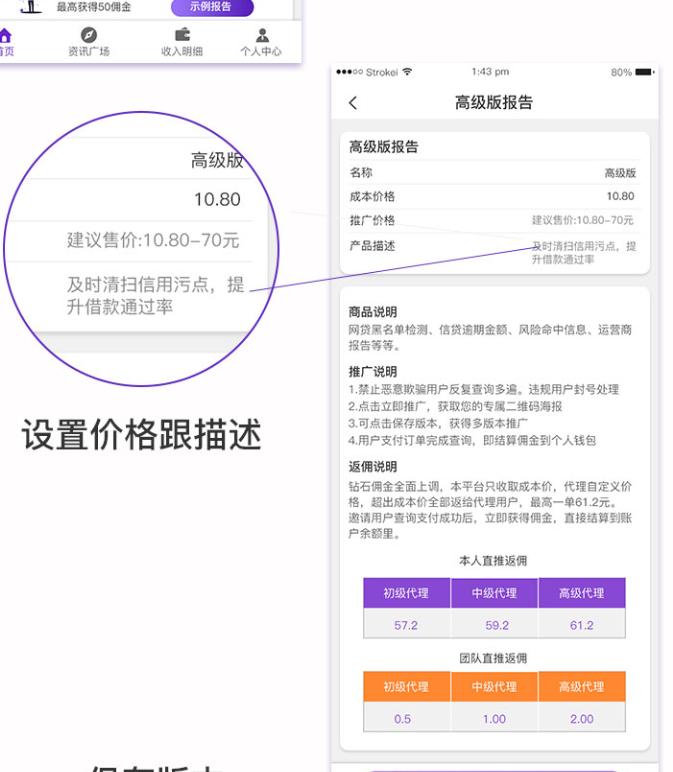 最高获得50佣金
示例报告
首页
资讯广场
收入明细
个人中心
高级版
10.80
建议售价:10.80-70元
及时清扫信用污点，提
升借款通过率
设置价格跟描述
Strokei
1:43 pm
80%
高级版报告
高级版报告
名称
高级版
成本价格
10.80
推广价格
建议售价:10.80-70元
产品描述
及时清扫信用污点，提
升借款通过率
商品说明
网贷黑名单检测、信贷逾期金额、风险命中信息、运营商
报告等等。
推广说明
1.禁止恶意欺骗用户反复查询多遍。违规用户封号处理
2.点击立即推广，获取您的专属二维码海报
3.可点击保存版本，获得多版本推广
4.用户支付订单完成查询，即结算佣金到个人钱包
返佣说明
钻石佣金全面上调，本平台只收取成本价，代理自定义价
格，超出成本价全部返给代理用户，最高一单61.2元。
邀请用户查询支付成功后，立即获得佣金，直接结算到账
户余额里。
本人直推返佣
初级代理 中级代理 高级代理
57.2 59.2 61.2
团队直推返佣
初级代理 中级代理 高级代理
0.5 1.00 2.00
保存版本